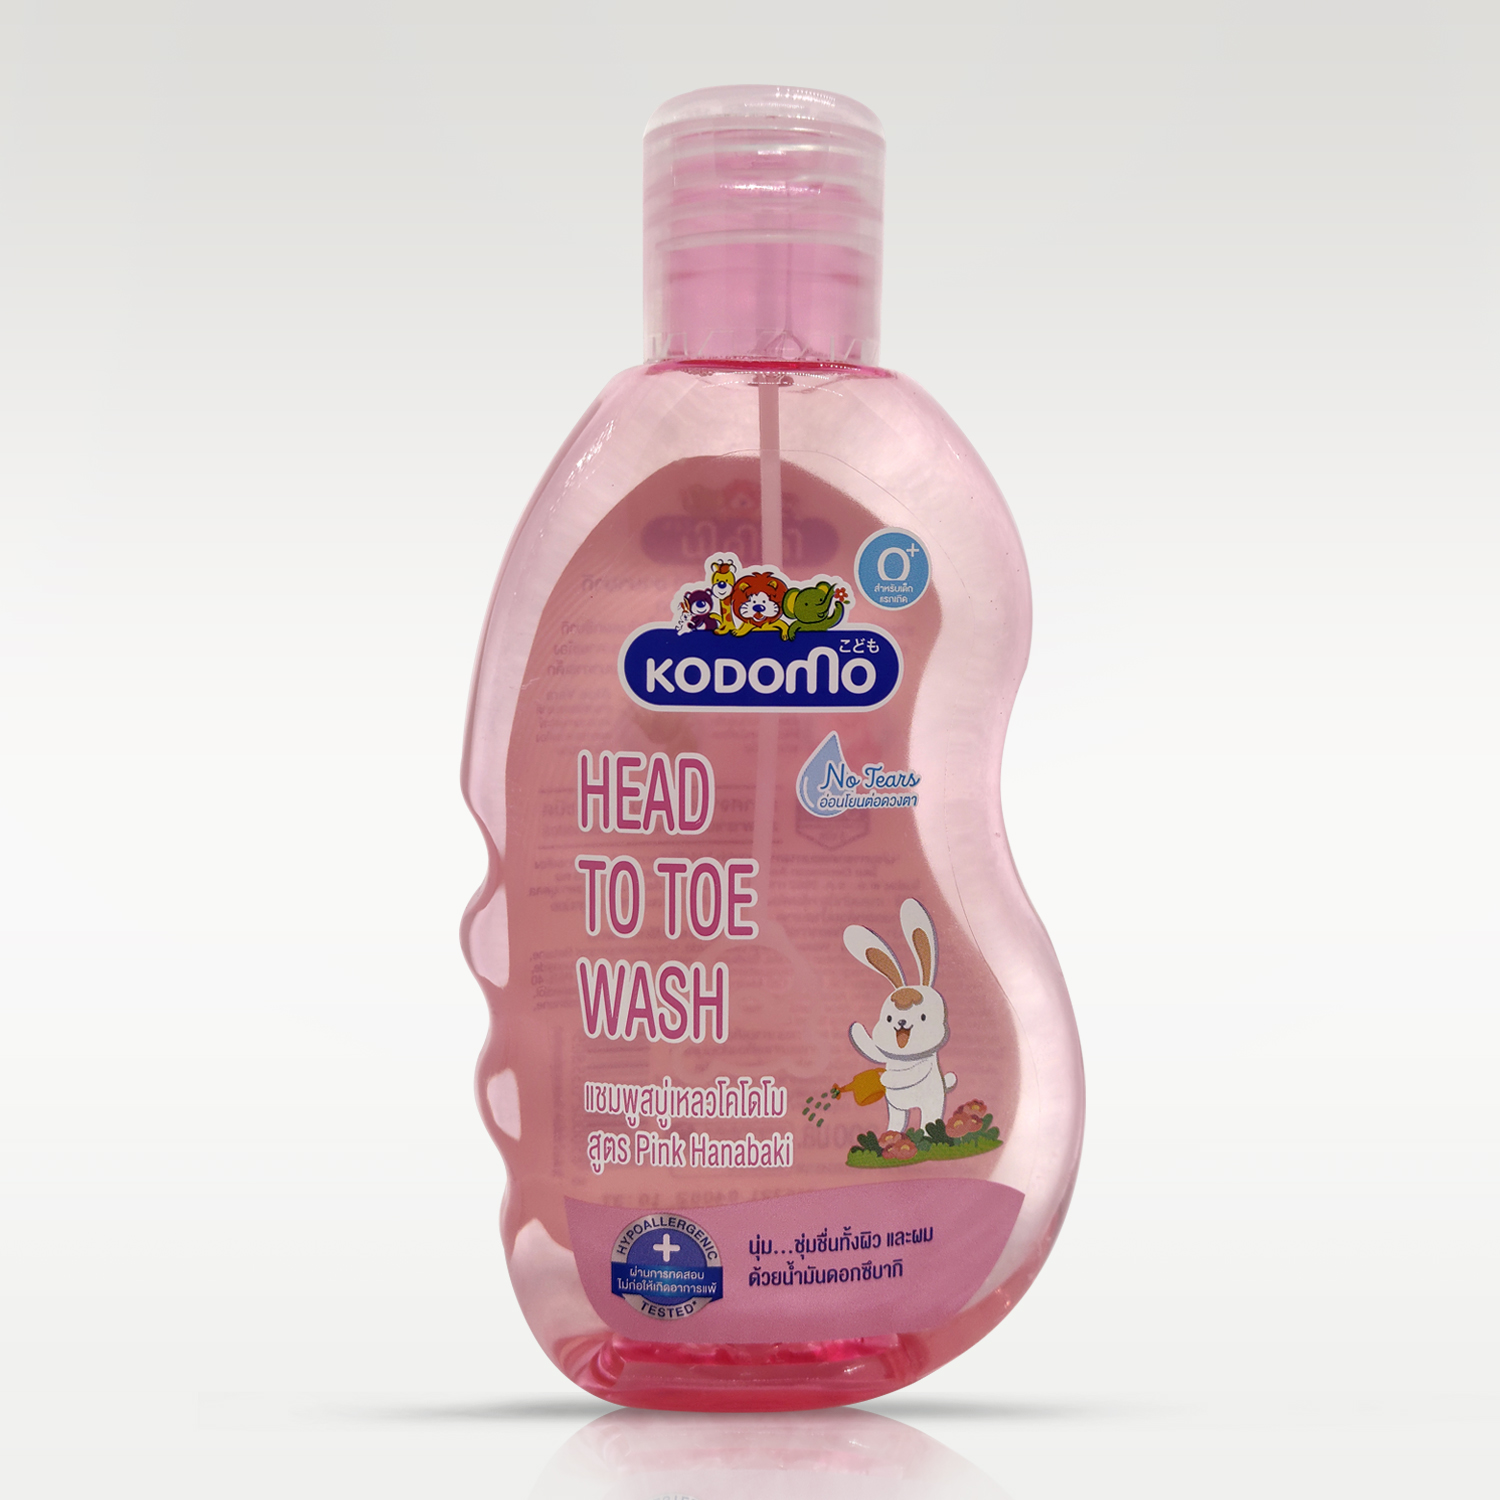 0+
สำหรับเด็ก
แรกเกิด
こども
KODOMO
No Tears
อ่อนโยนต่อดวงตา
HEAD
TO TOE
WASH
แชมพูสบู่เหลวโคโดโม
สูตร Pink Hanabaki
HYPOALLERGENIC
ผ่านการทดสอบ
ไม่ก่อให้เกิดอาการแพ้
TESTED*
นุ่ม...ชุ่มชื่นทั้งผิว และผม
ด้วยน้ำมันดอกซึบากิ